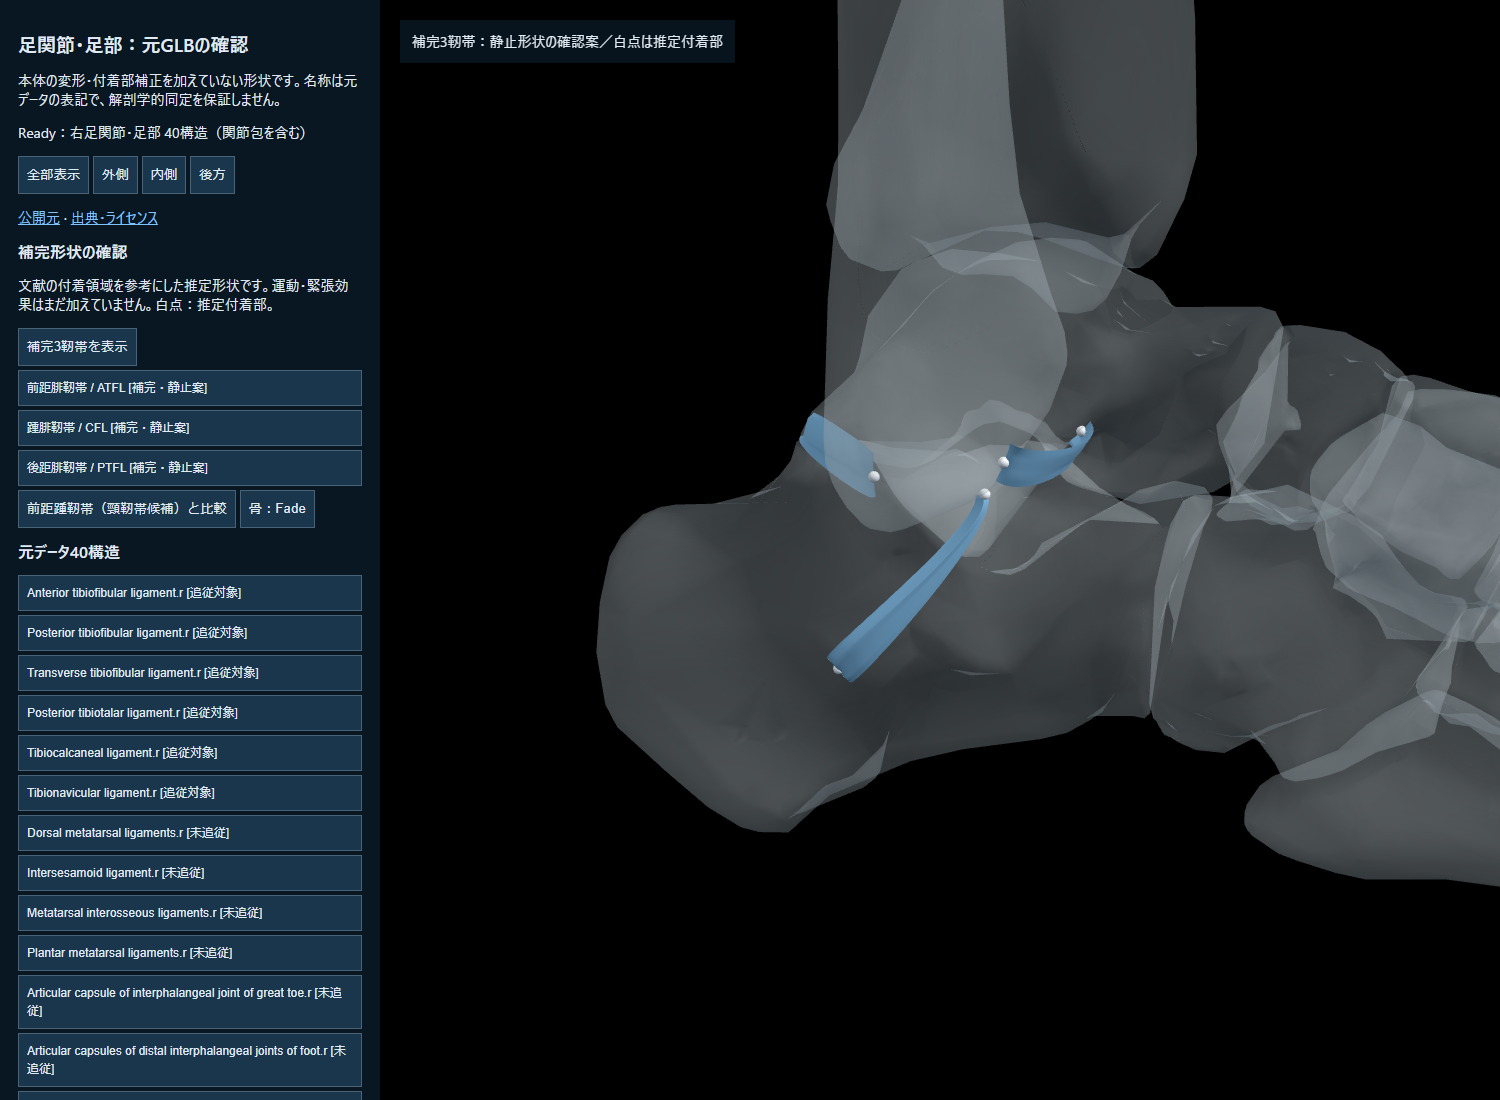 足関節・足部：元GLBの確認
本体の変形・付着部補正を加えていない形状です。名称は元
データの表記で、解剖学的同定を保証しません。
Ready：右足関節・足部 40構造（関節包を含む）
全部表示 外側 内側 後方
公開元 · 出典・ライセンス
補完形状の確認
文献の付着領域を参考にした推定形状です。運動・緊張効
果はまだ加えていません。白点：推定付着部。
補完3靭帯を表示
前距腓靭帯 / ATFL [補完・静止案]
踵腓靭帯 / CFL [補完・静止案]
後距腓靭帯 / PTFL [補完・静止案]
前距踵靭帯（頸靭帯候補）と比較 骨：Fade
元データ40構造
Anterior tibiofibular ligament.r [追従対象]
Posterior tibiofibular ligament.r [追従対象]
Transverse tibiofibular ligament.r [追従対象]
Posterior tibiotalar ligament.r [追従対象]
Tibiocalcaneal ligament.r [追従対象]
Tibionavicular ligament.r [追従対象]
Dorsal metatarsal ligaments.r [未追従]
Intersesamoid ligament.r [未追従]
Metatarsal interosseous ligaments.r [未追従]
Plantar metatarsal ligaments.r [未追従]
Articular capsule of interphalangeal joint of great toe.r [未追
従]
Articular capsules of distal interphalangeal joints of foot.r [未
追従]
補完3靭帯：静止形状の確認案／白点は推定付着部